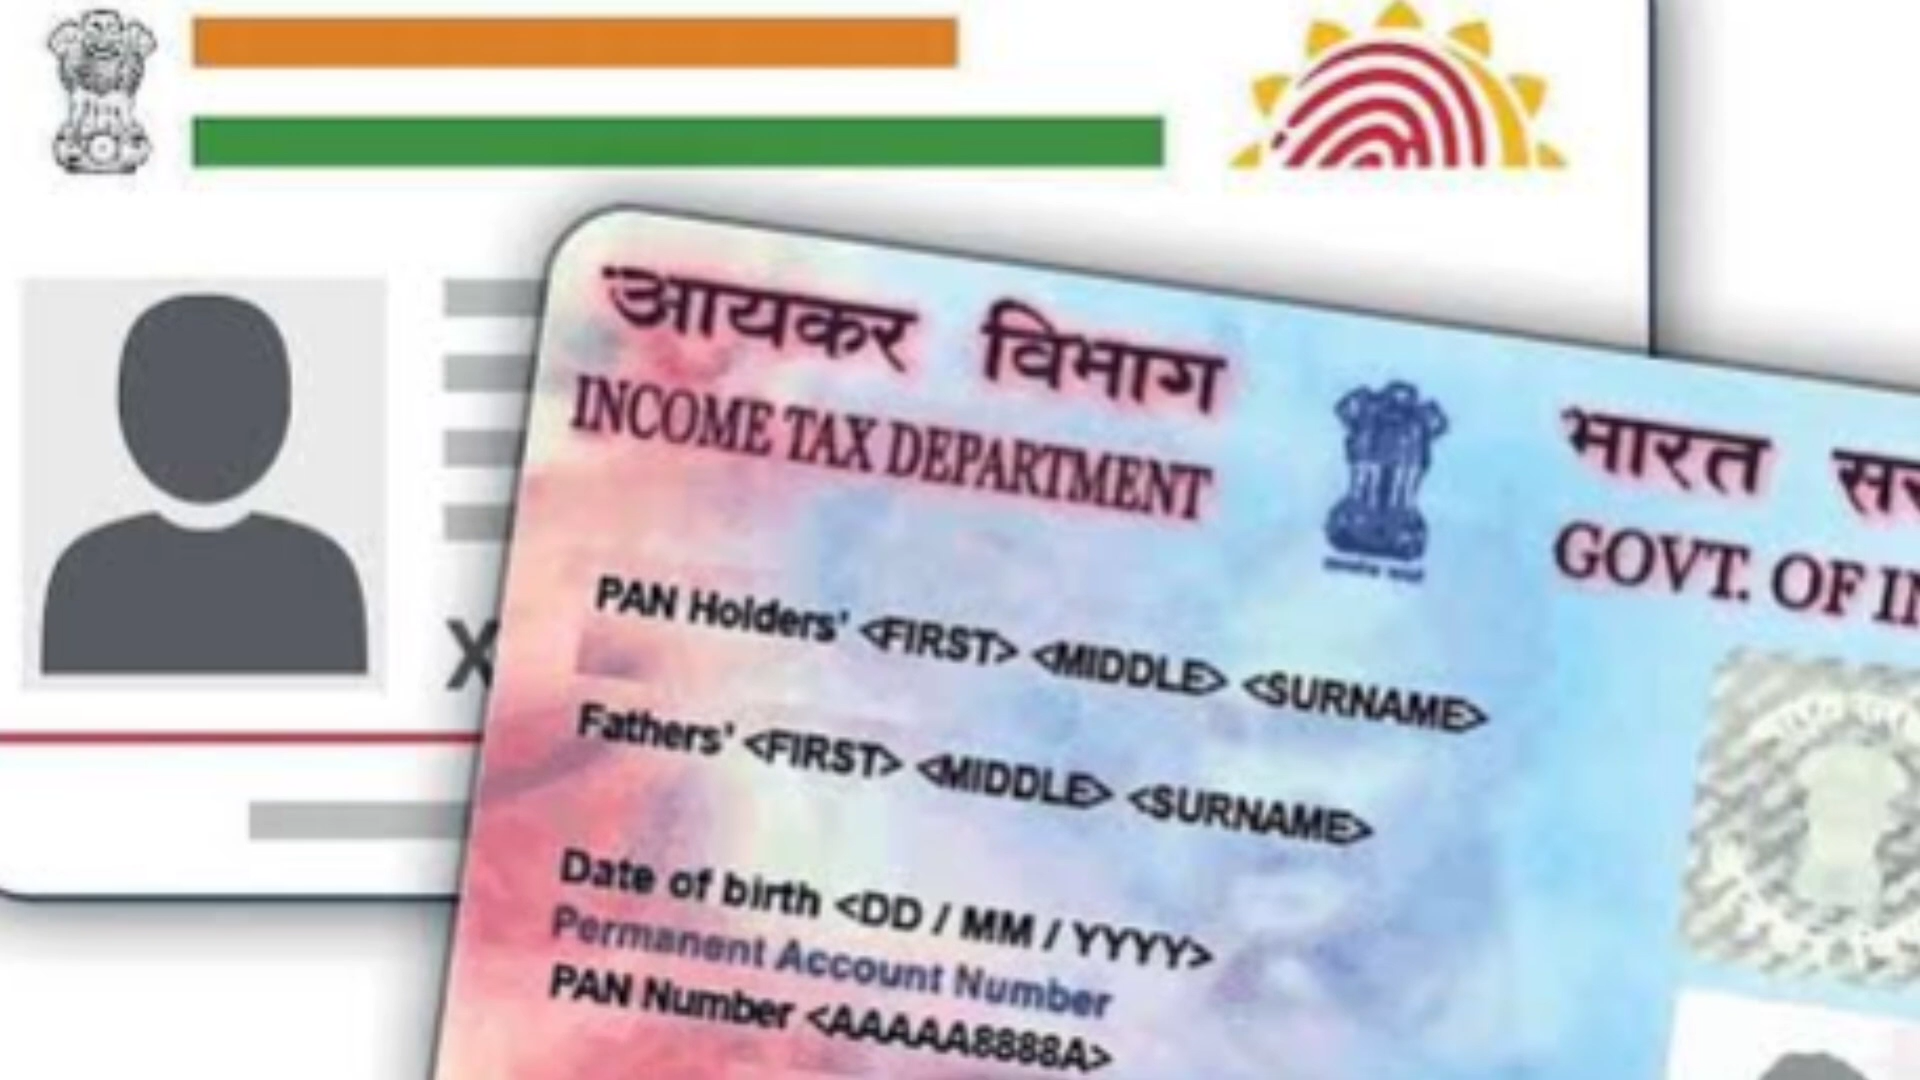 X
आयकर विभाग
INCOME TAX DEPARTMENT
भारत
GOVT. OF
PAN Holders' <FIRST> <MIDDLE> <SURNAME>
Fathers' <FIRST> <MIDDLE> <SURNAME>
Date of birth <DD / MM / YYYY>
Permanent Account Number
PAN Number <AAAAA8888A>